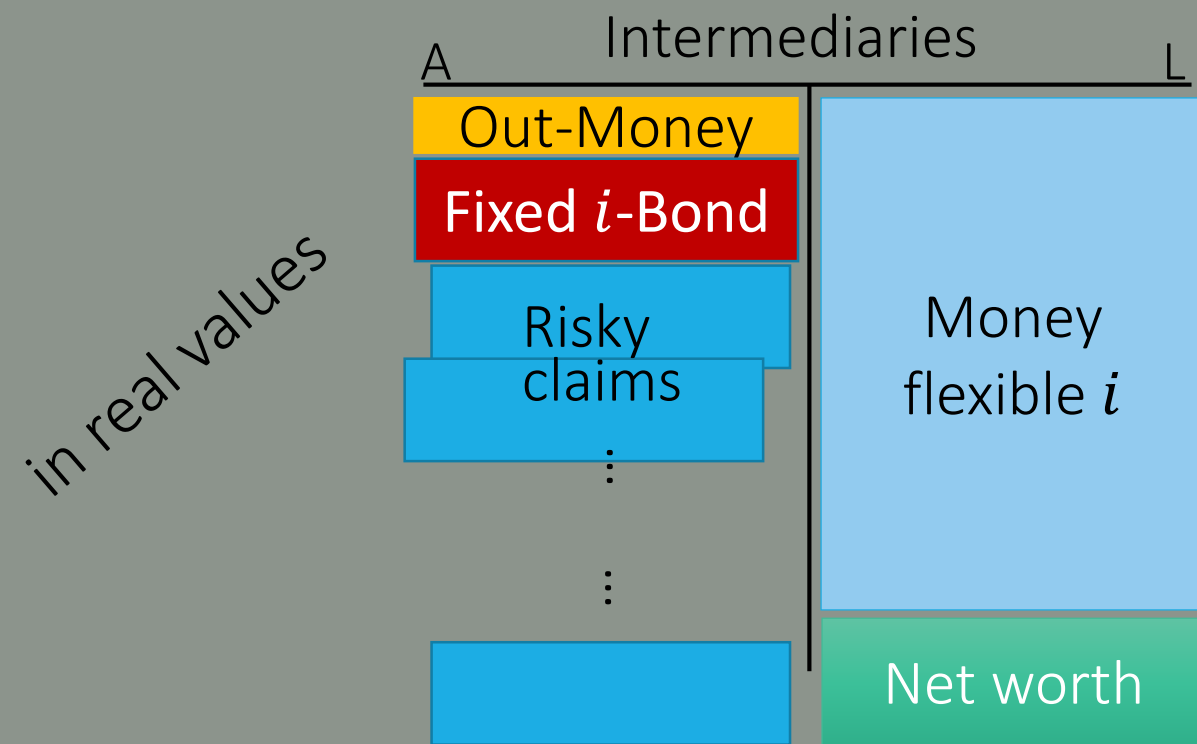 Intermediaries
A
L
Out-Money
Fixed i-Bond
Risky
claims
⋮
⋮
Money
flexible i
Net worth
in real values